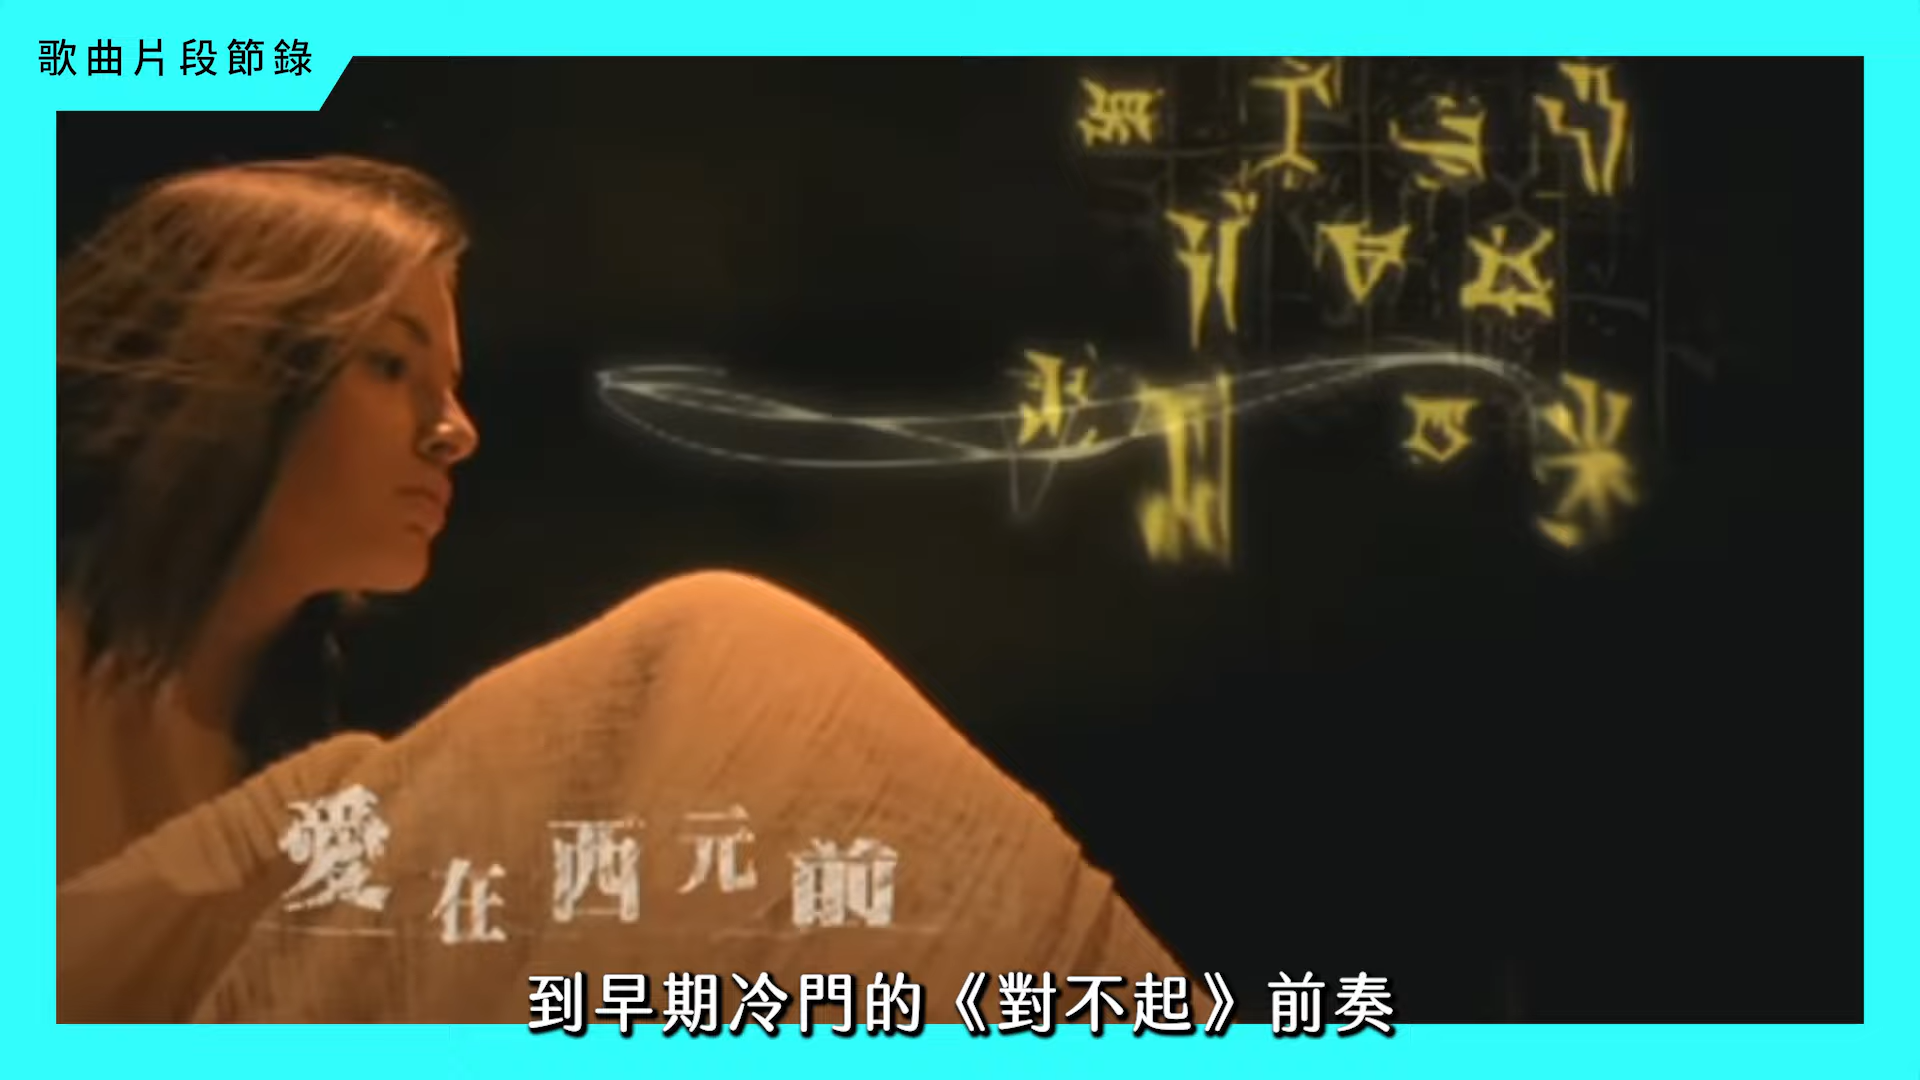 歌曲片段節錄
愛在西元前
到早期冷門的《對不起》前奏